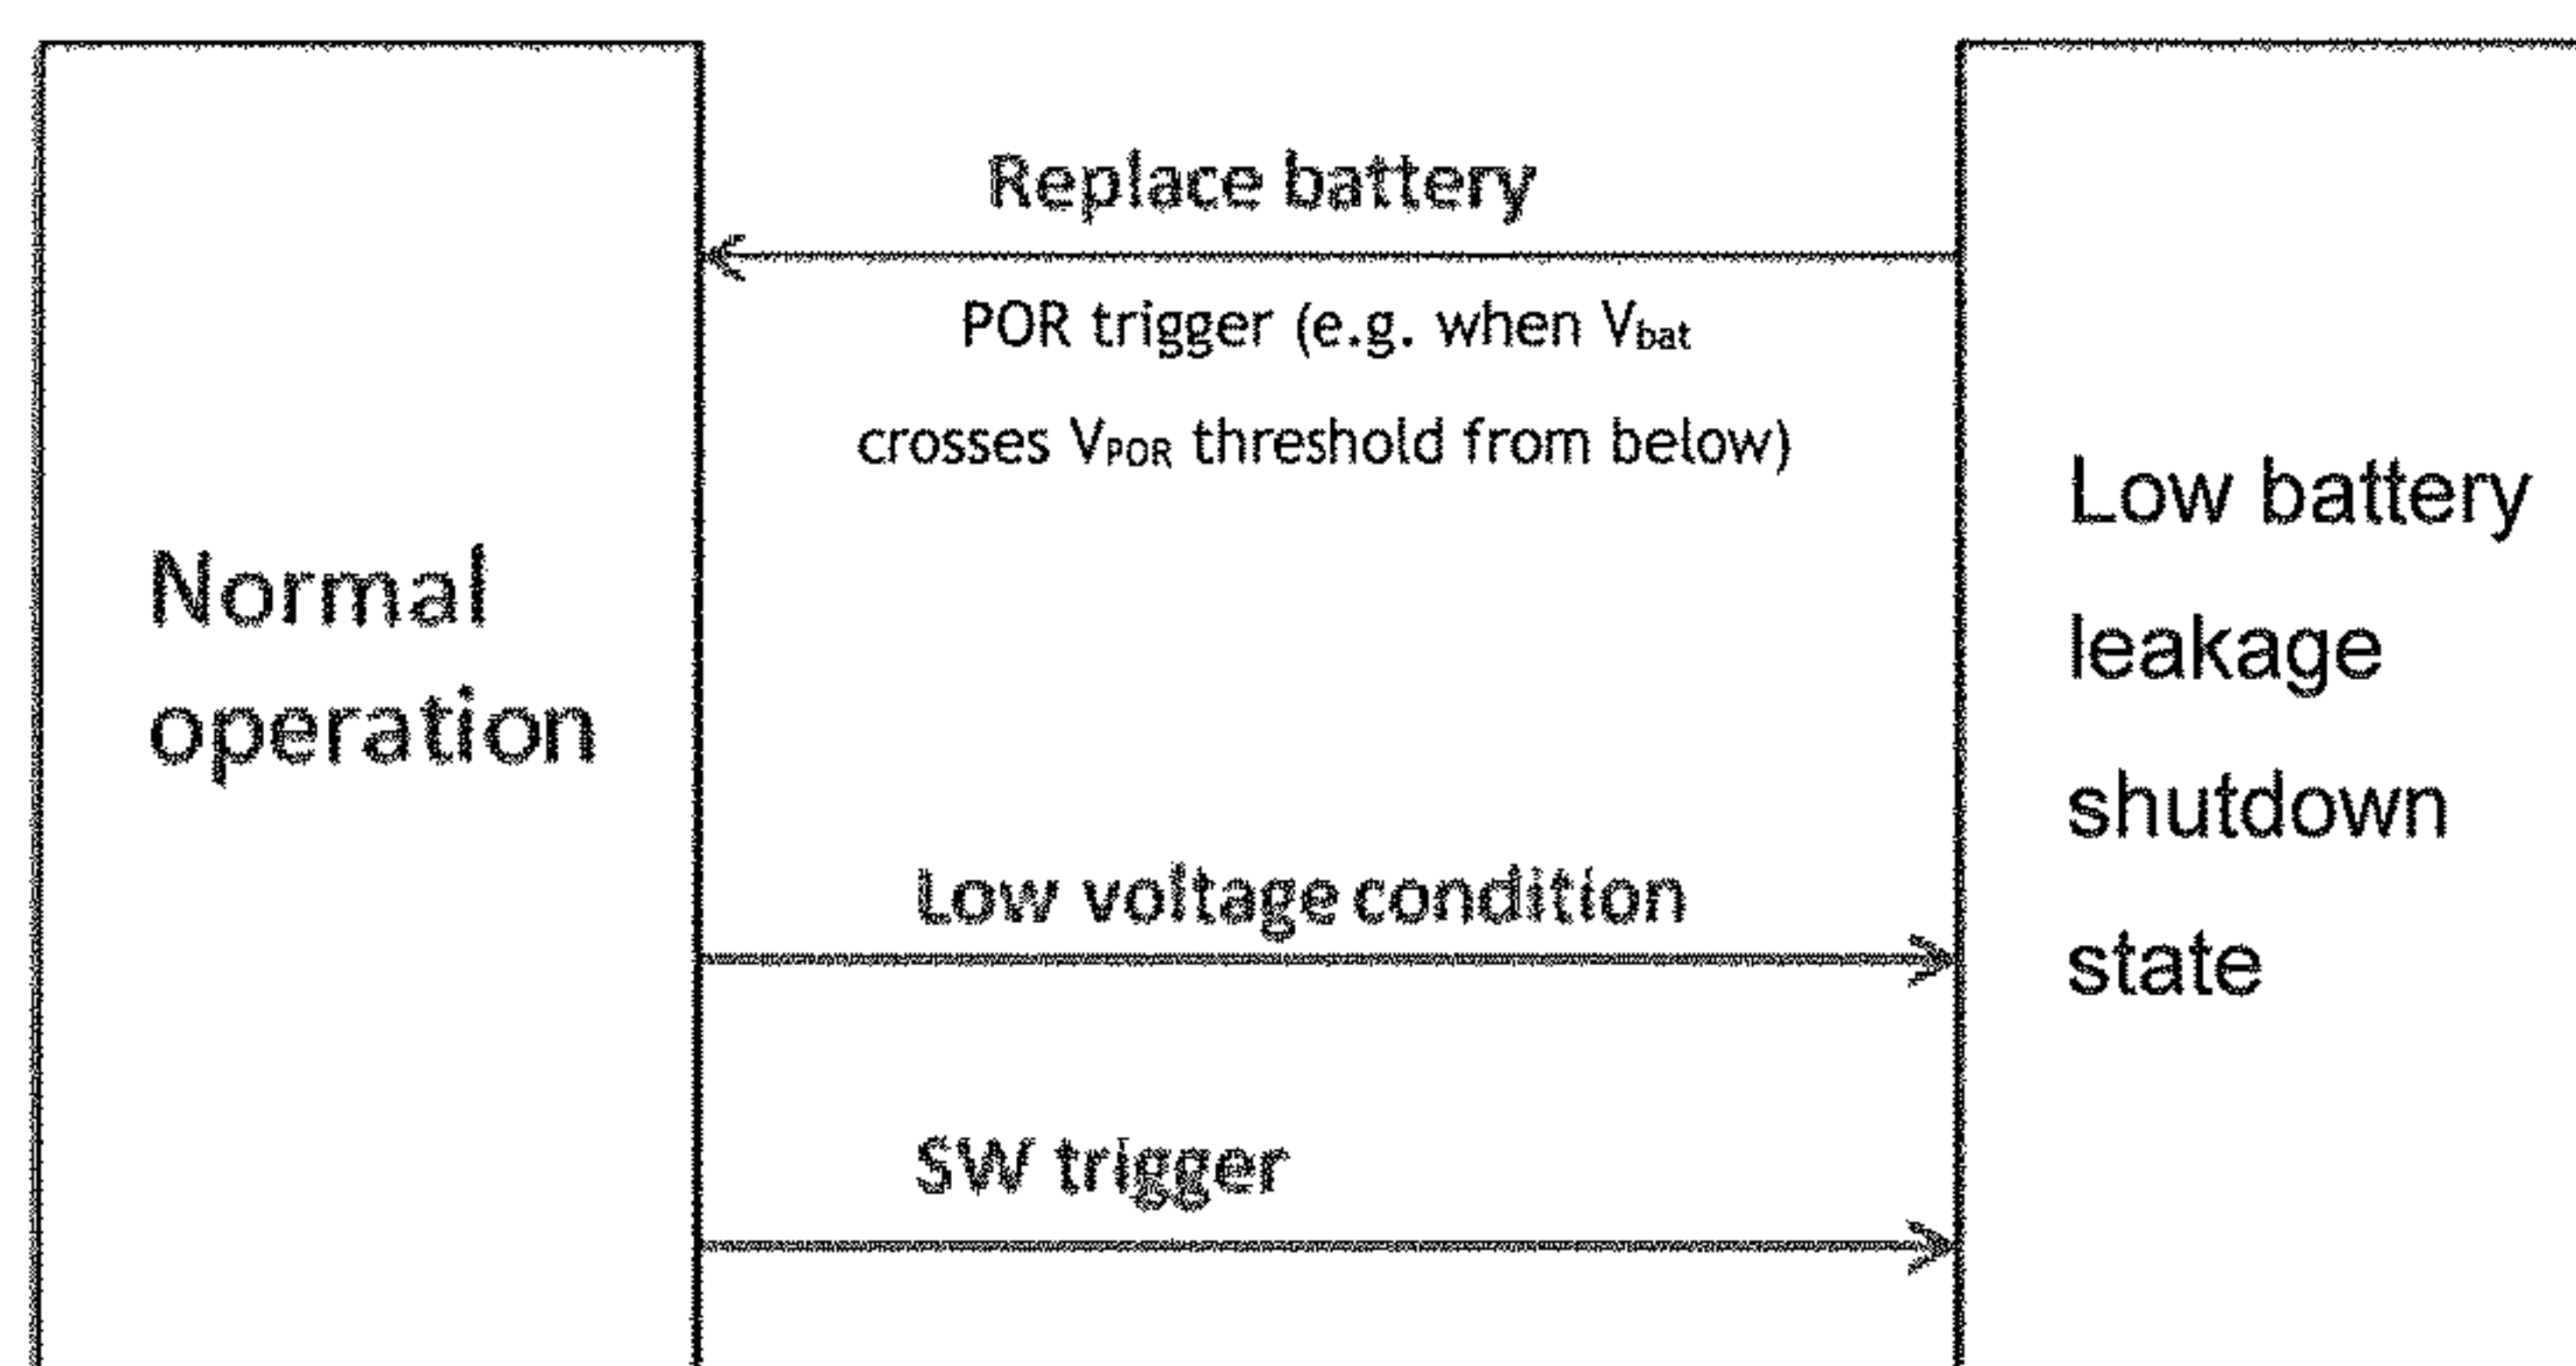 Replace battery
POR trigger (e.g. when Vbat
crosses VPOR threshold from below)
Normal
operation
Low battery
leakage
shutdown
state
Low voltage condition
SW trigger